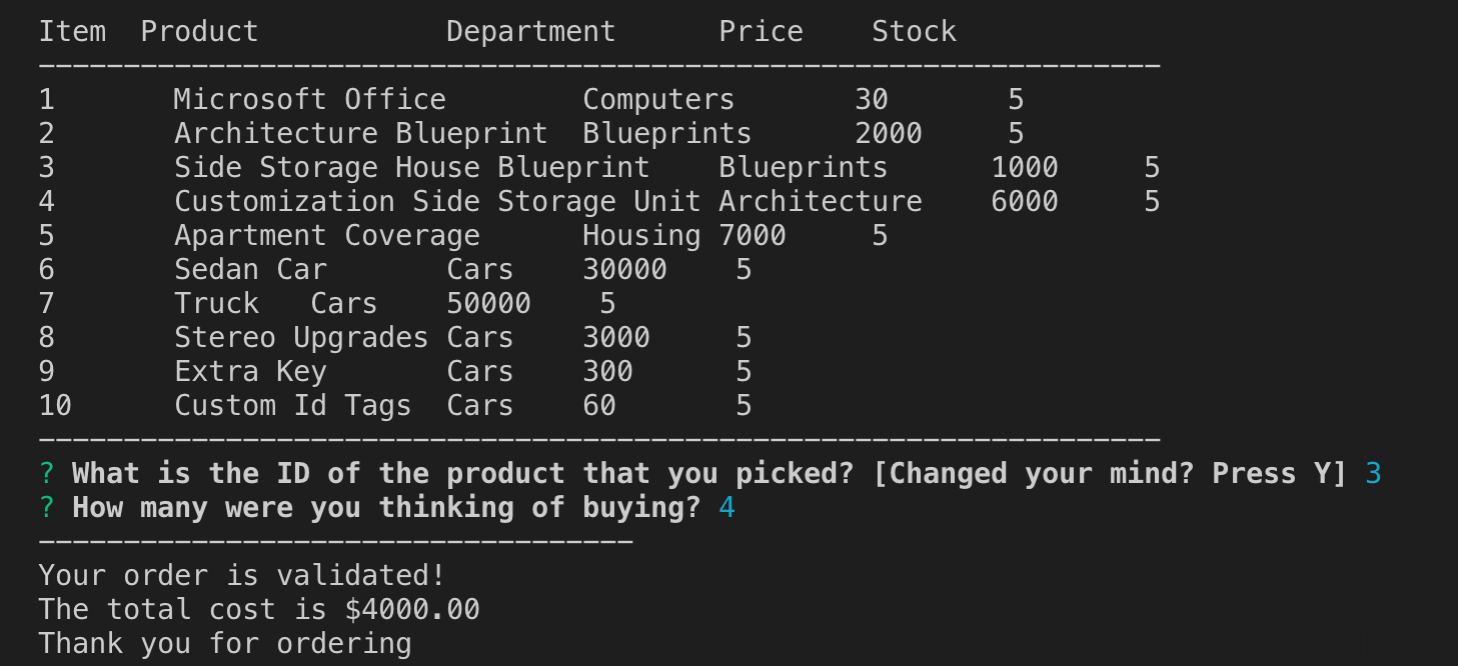 Item  Product           Department      Price    Stock
------------------------------------------------------------------
1       Microsoft Office        Computers       30       5
2       Architecture Blueprint  Blueprints      2000     5
3       Side Storage House Blueprint    Blueprints      1000     5
4       Customization Side Storage Unit Architecture    6000     5
5       Apartment Coverage      Housing 7000     5
6       Sedan Car       Cars    30000    5
7       Truck   Cars    50000    5
8       Stereo Upgrades Cars    3000     5
9       Extra Key       Cars    300      5
10      Custom Id Tags  Cars    60       5
------------------------------------------------------------------
? What is the ID of the product that you picked? [Changed your mind? Press Y] 3
? How many were you thinking of buying? 4
-----------------------------------
Your order is validated!
The total cost is $4000.00
Thank you for ordering